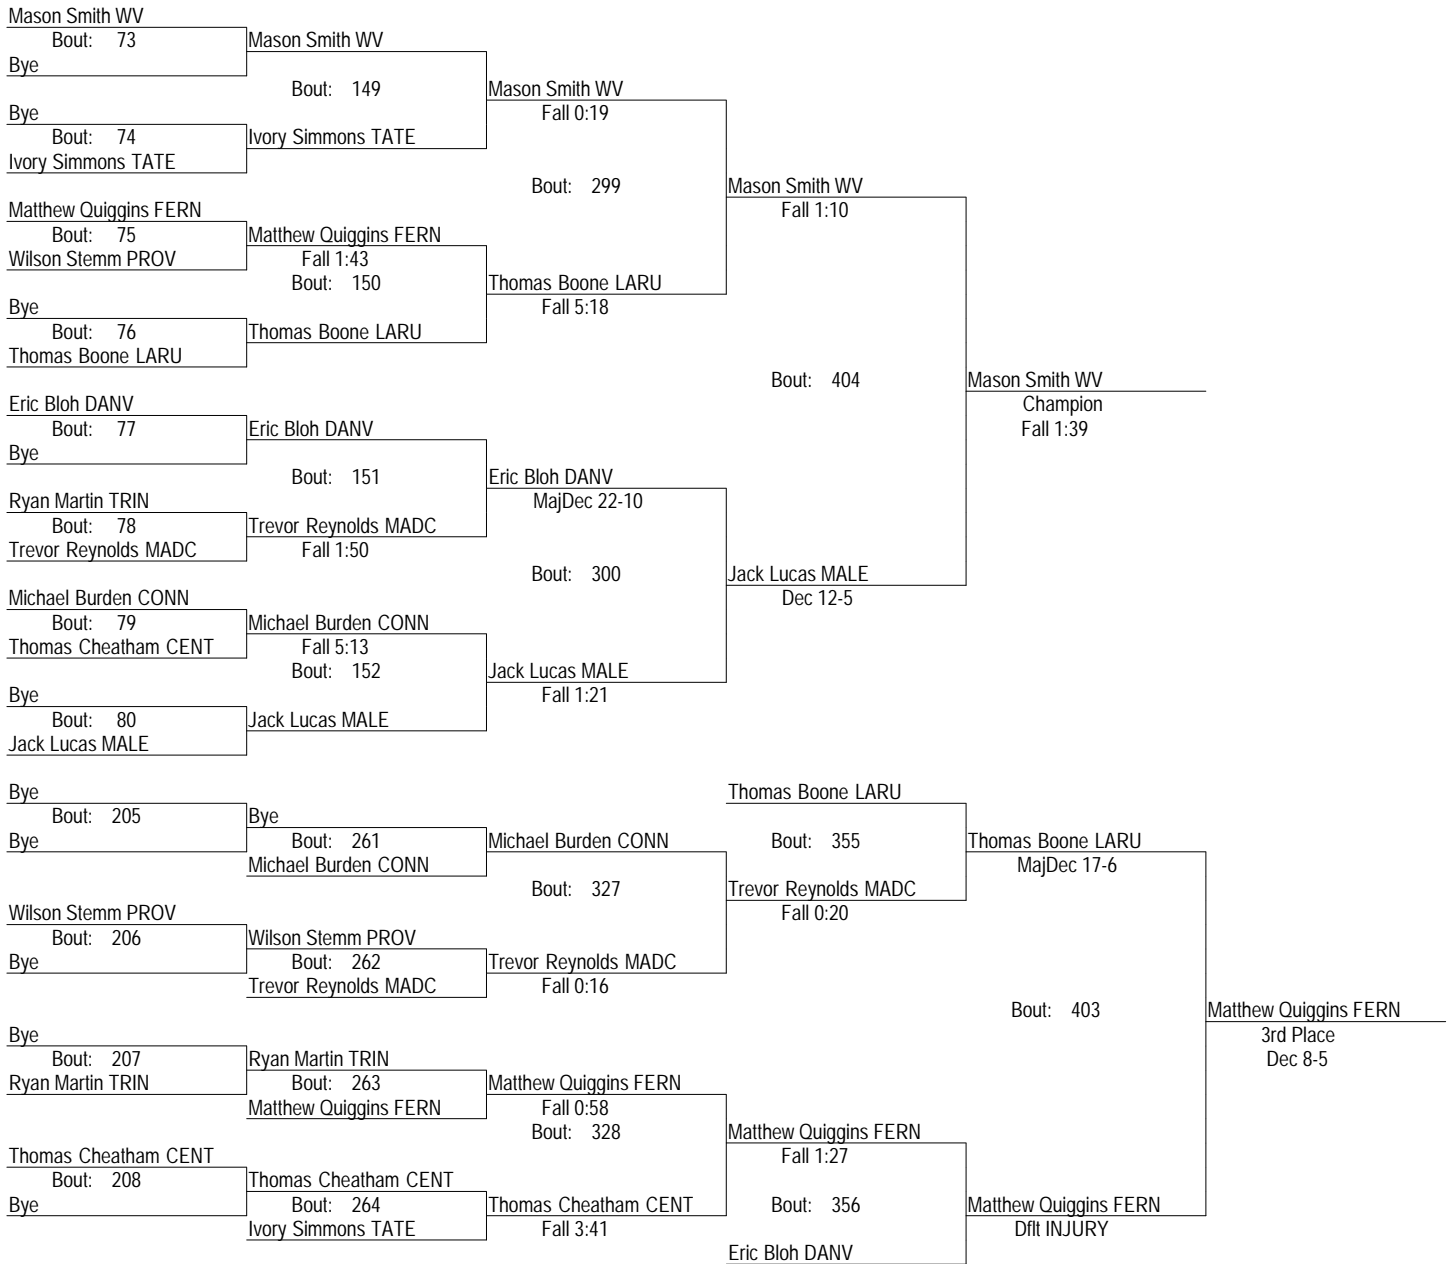 Mason Smith WV
Bout: 73
Bye
Mason Smith WV
Bout: 149
Bye
Bout: 74
Ivory Simmons TATE
Ivory Simmons TATE
Mason Smith WV
Fall 0:19
Bout: 299
Matthew Quiggins FERN
Bout: 75
Wilson Stemm PROV
Matthew Quiggins FERN
Fall 1:43
Bout: 150
Bye
Bout: 76
Thomas Boone LARU
Thomas Boone LARU
Thomas Boone LARU
Fall 5:18
Mason Smith WV
Fall 1:10
Bout: 404
Eric Bloh DANV
Bout: 77
Bye
Eric Bloh DANV
Bout: 151
Ryan Martin TRIN
Bout: 78
Trevor Reynolds MADC
Trevor Reynolds MADC
Fall 1:50
Eric Bloh DANV
MajDec 22-10
Bout: 300
Michael Burden CONN
Bout: 79
Thomas Cheatham CENT
Michael Burden CONN
Fall 5:13
Bout: 152
Bye
Bout: 80
Jack Lucas MALE
Jack Lucas MALE
Jack Lucas MALE
Fall 1:21
Jack Lucas MALE
Dec 12-5
Mason Smith WV
Champion
Fall 1:39
Bye
Bout: 205
Bye
Bye
Bout: 261
Michael Burden CONN
Michael Burden CONN
Bout: 327
Wilson Stemm PROV
Bout: 206
Bye
Wilson Stemm PROV
Bout: 262
Trevor Reynolds MADC
Trevor Reynolds MADC
Fall 0:16
Thomas Boone LARU
Bout: 355
Trevor Reynolds MADC
Fall 0:20
Thomas Boone LARU
MajDec 17-6
Bout: 403
Bye
Bout: 207
Ryan Martin TRIN
Ryan Martin TRIN
Bout: 263
Matthew Quiggins FERN
Matthew Quiggins FERN
Fall 0:58
Bout: 328
Thomas Cheatham CENT
Bout: 208
Bye
Thomas Cheatham CENT
Bout: 264
Ivory Simmons TATE
Thomas Cheatham CENT
Fall 3:41
Matthew Quiggins FERN
Fall 1:27
Bout: 356
Eric Bloh DANV
Matthew Quiggins FERN
Dflt INJURY
Matthew Quiggins FERN
3rd Place
Dec 8-5